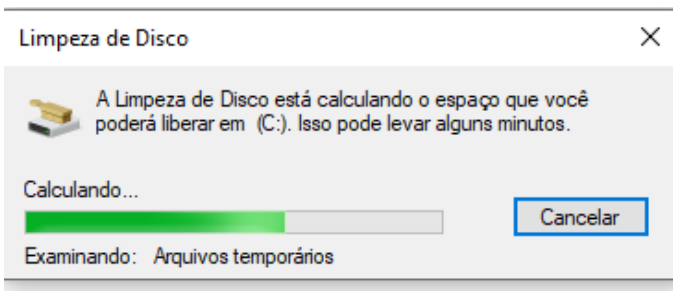 Limpeza de Disco
A Limpeza de Disco está calculando o espaço que você
poderá liberar em  (C:). Isso pode levar alguns minutos.
Calculando...
Cancelar
Examinando:   Arquivos temporários